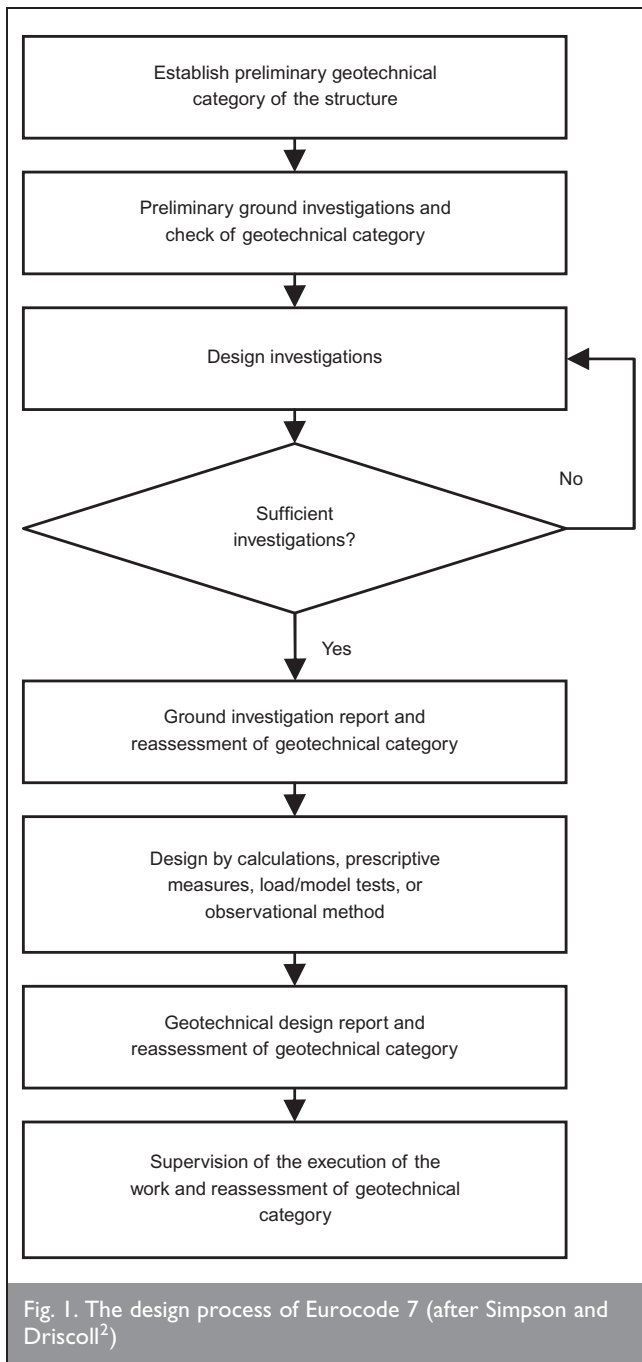 Establish preliminary geotechnical
category of the structure
Preliminary ground investigations and
check of geotechnical category
Design investigations
No
Sufficient
investigations?
Yes
Ground investigation report and
reassessment of geotechnical category
Design by calculations, prescriptive
measures, load/model tests, or
observational method
Geotechnical design report and
reassessment of geotechnical category
Supervision of the execution of the
work and reassessment of geotechnical
category
Fig. 1. The design process of Eurocode 7 (after Simpson and
Driscoll²)